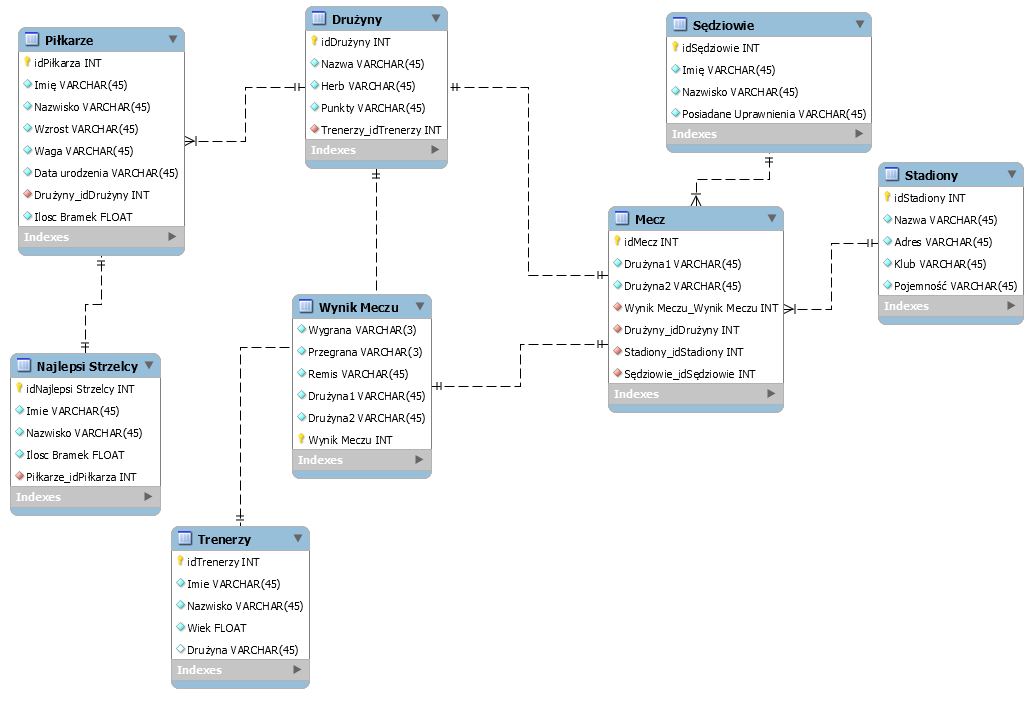 Piłkarze
idPiłkarza INT
Imię VARCHAR(45)
Nazwisko VARCHAR(45)
Wzrost VARCHAR(45)
Waga VARCHAR(45)
Data urodzenia VARCHAR(45)
Drużyny_idDrużyny INT
Ilosc Bramek FLOAT
Indexes
Drużyny
idDrużyny INT
Nazwa VARCHAR(45)
Herb VARCHAR(45)
Punkty VARCHAR(45)
Trenerzy_idTrenerzy INT
Indexes
Sędziowie
idSędziowie INT
Imię VARCHAR(45)
Nazwisko VARCHAR(45)
Posiadane Uprawnienia VARCHAR(45)
Indexes
Stadiony
idStadiony INT
Nazwa VARCHAR(45)
Adres VARCHAR(45)
Klub VARCHAR(45)
Pojemność VARCHAR(45)
Indexes
Mecz
idMecz INT
Drużyna1 VARCHAR(45)
Drużyna2 VARCHAR(45)
Wynik Meczu_Wynik Meczu INT
Drużyny_idDrużyny INT
Stadiony_idStadiony INT
Sędziowie_idSędziowie INT
Indexes
Wynik Meczu
Wygrana VARCHAR(3)
Przegrana VARCHAR(3)
Remis VARCHAR(45)
Drużyna1 VARCHAR(45)
Drużyna2 VARCHAR(45)
Wynik Meczu INT
Indexes
Najlepsi Strzelcy
idNajlepsi Strzelcy INT
Imie VARCHAR(45)
Nazwisko VARCHAR(45)
Ilosc Bramek FLOAT
Piłkarze_idPiłkarza INT
Indexes
Trenerzy
idTrenerzy INT
Imie VARCHAR(45)
Nazwisko VARCHAR(45)
Wiek FLOAT
Drużyna VARCHAR(45)
Indexes